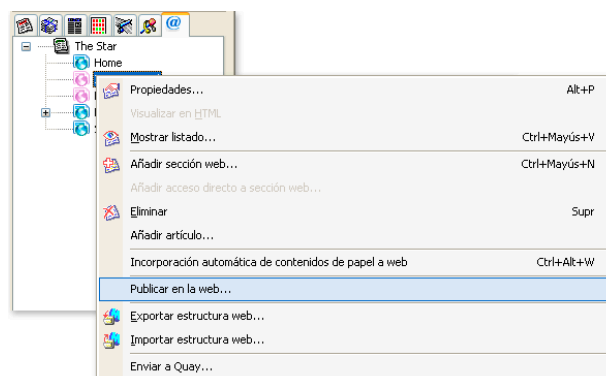 @
The Star
Home
Propiedades... Alt+P
Visualizar en HTML
Mostrar listado... Ctrl+Mayús+V
Añadir sección web... Ctrl+Mayús+N
Añadir acceso directo a sección web...
Eliminar Supr
Añadir artículo...
Incorporación automática de contenidos de papel a web Ctrl+Alt+W
Publicar en la web...
Exportar estructura web...
Importar estructura web...
Enviar a Quay...